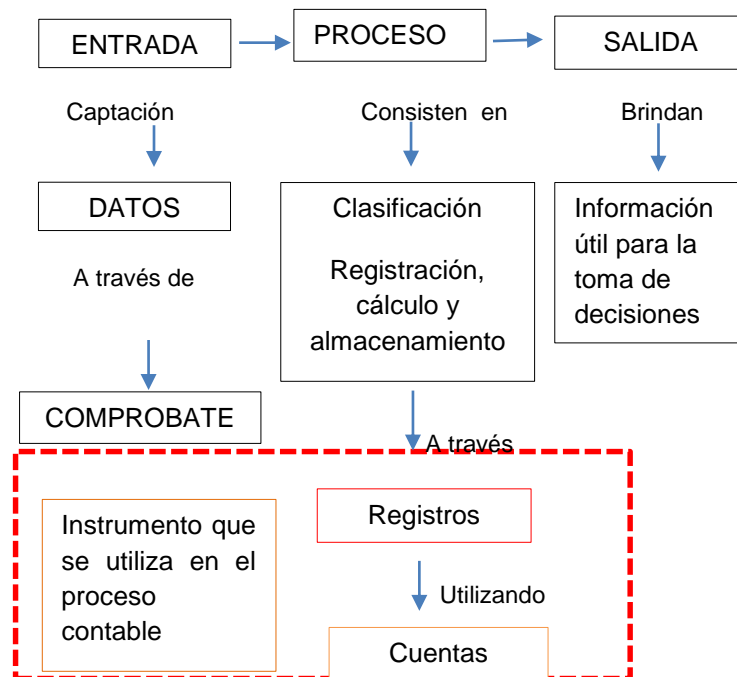 ENTRADA
PROCESO
SALIDA
Captación
Consisten en
Brindan
DATOS
Clasificación
Registración,
cálculo y
almacenamiento
Información
útil para la
toma de
decisiones
A través de
COMPROBATE
A través
Instrumento que
se utiliza en el
proceso
contable
Registros
Utilizando
Cuentas